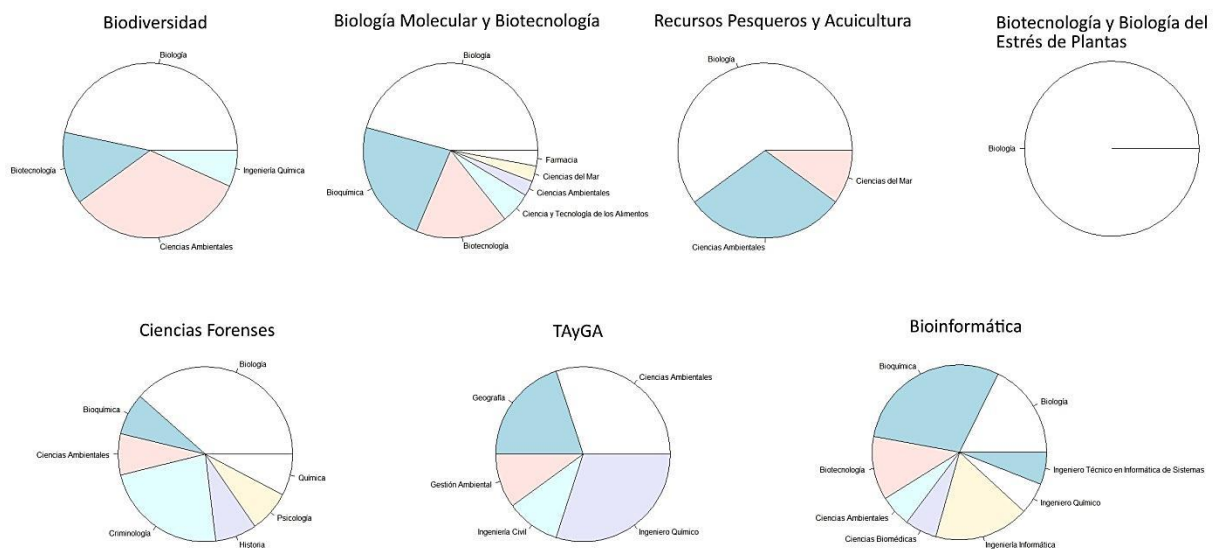 Biodiversidad
Biología
Biotecnología
Ingeniería Química
Ciencias Ambientales
Biología Molecular y Biotecnología
Biología
Farmacia
Ciencias del Mar
Ciencias Ambientales
Bioquímica
Ciencia y Tecnología de los Alimentos
Biotecnología
Recursos Pesqueros y Acuicultura
Biología
Ciencias del Mar
Ciencias Ambientales
Biotecnología y Biología del
Estrés de Plantas
Biología
Ciencias Forenses
Biología
Bioquímica
Ciencias Ambientales
Química
Psicología
Criminología
Historia
TAyGA
Ciencias Ambientales
Geografía
Gestión Ambiental
Ingeniería Civil
Ingeniero Químico
Bioinformática
Bioquímica
Biología
Biotecnología
Ingeniero Técnico en Informática de Sistemas
Ingeniero Químico
Ciencias Ambientales
Ciencias Biomédicas
Ingeniería Informática